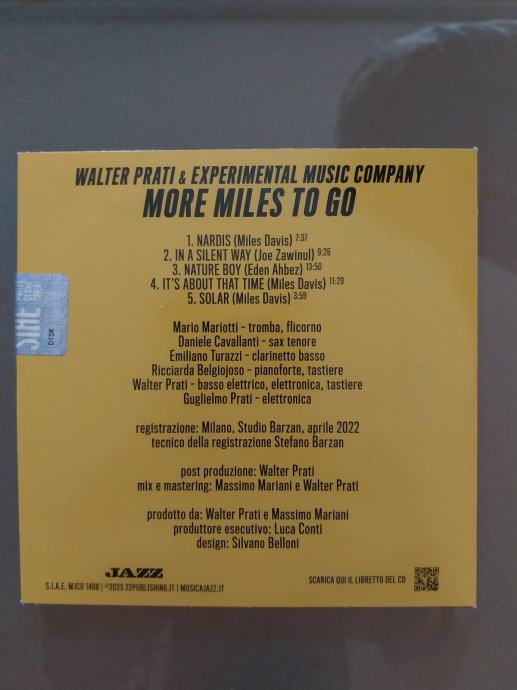 WALTER PRATI & EXPERIMENTAL MUSIC COMPANY
MORE MILES TO GO
1. NARDIS (Miles Davis) 7:37
2. IN A SILENT WAY (Joe Zawinul) 9:26
3. NATURE BOY (Eden Ahbez) 13:50
4. IT'S ABOUT THAT TIME (Miles Davis) 11:29
5. SOLAR (Miles Davis) 3:59
Mario Mariotti - tromba, flicorno
Daniele Cavallanti - sax tenore
Emiliano Turazzi - clarinetto basso
Ricciarda Belgiojoso - pianoforte, tastiere
Walter Prati - basso elettrico, elettronica, tastiere
Guglielmo Prati - elettronica
registrazione: Milano, Studio Barzan, aprile 2022
tecnico della registrazione Stefano Barzan
post produzione: Walter Prati
mix e mastering: Massimo Mariani e Walter Prati
prodotto da: Walter Prati e Massimo Mariani
produttore esecutivo: Luca Conti
design: Silvano Belloni
JAZZ
S.I.A.E. MJCD 1408 | ©2023 22PUBLISHING.IT | MUSICAJAZZ.IT
SCARICA QUI IL LIBRETTO DEL CD
SIAE
DISK